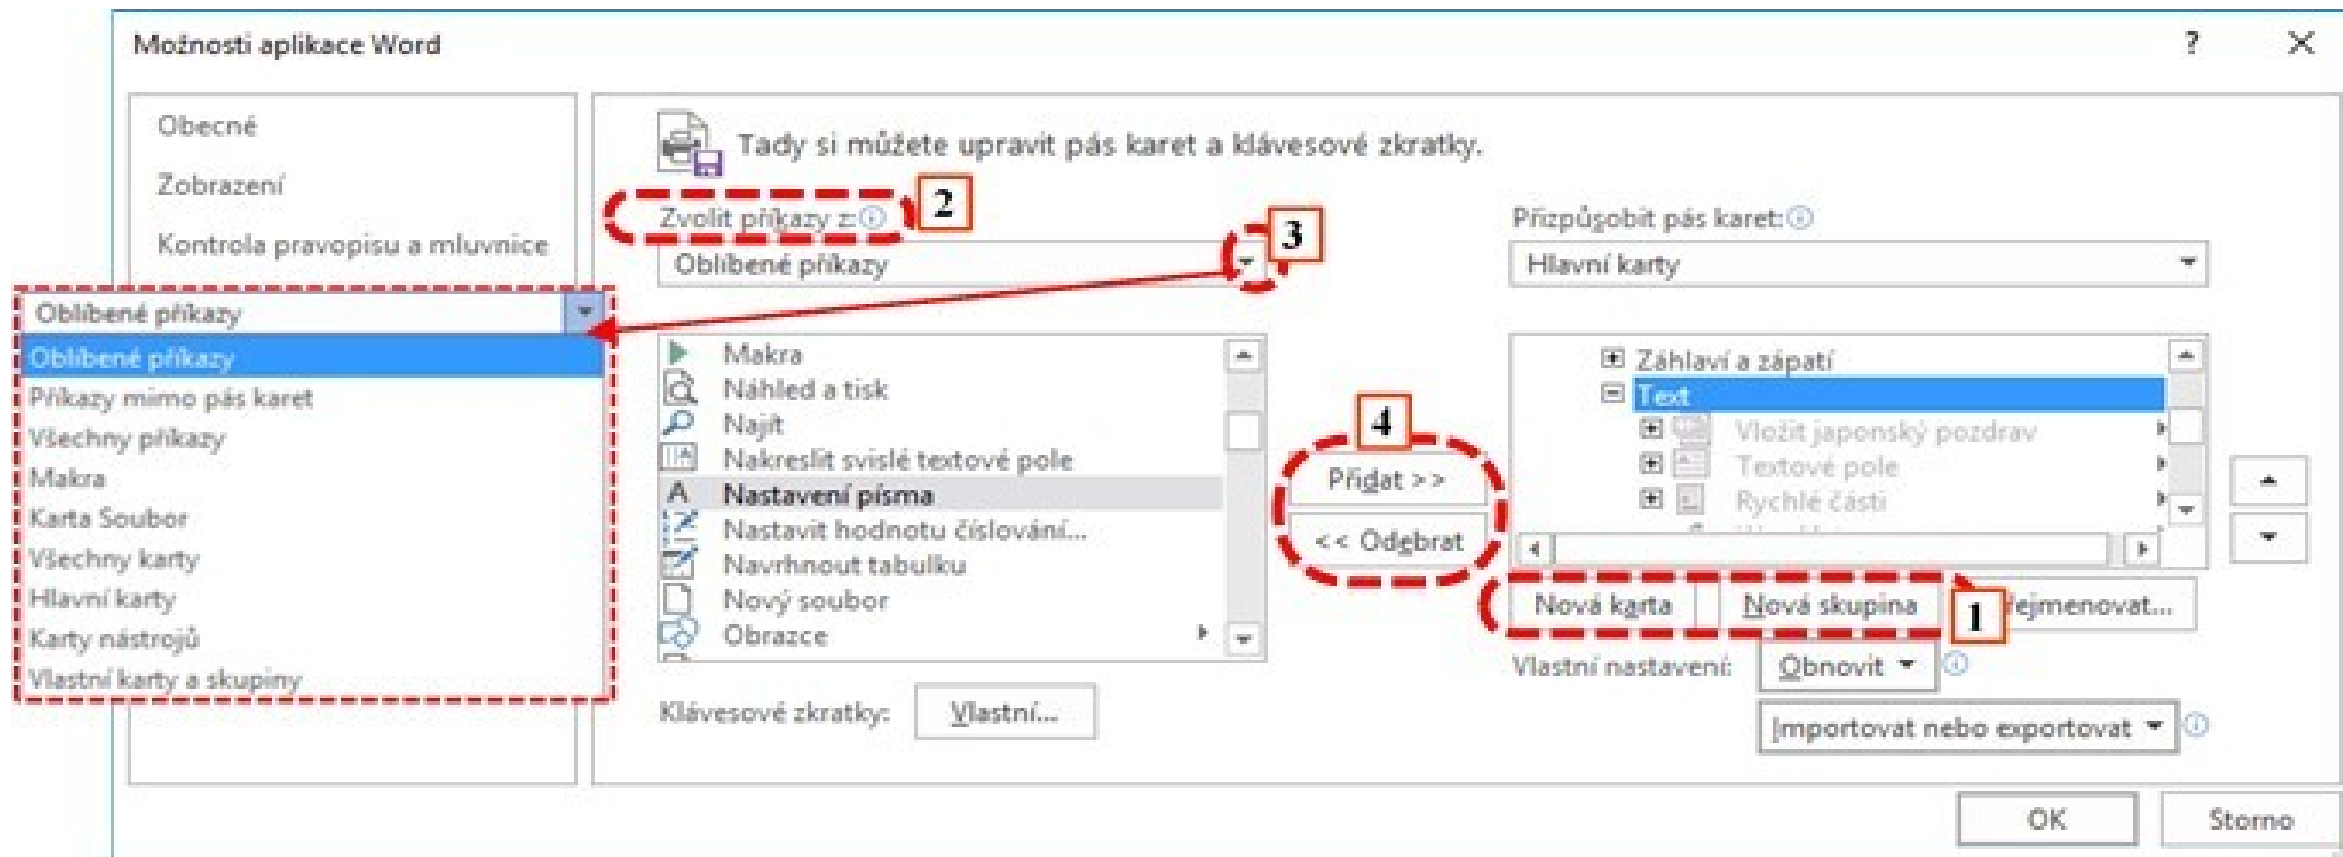 Možnosti aplikace Word
?
Obecné
Zobrazení
Kontrola pravopisu a mluvnice
Oblíbené příkazy
Oblíbené příkazy
Příkazy mimo pás karet
Všechny příkazy
Makra
Karta Soubor
Všechny karty
Hlavní karty
Karty nástrojů
Vlastní karty a skupiny
Tady si můžete upravit pás karet a klávesové zkratky.
Zvolit příkazy z:
2
3
Oblíbené příkazy
Makra
Náhled a tisk
Najít
Nakreslit svislé textové pole
Nastavení písma
Nastavit hodnotu číslování...
Navrhnout tabulku
Nový soubor
Obrazce
Klávesové zkratky: Vlastní...
4
Přidat >>
<< Odebrat
Přizpůsobit pás karet:
Hlavní karty
Záhlaví a zápatí
Text
Vložit japonský pozdrav
Textové pole
Rychlé části
Nová karta Nová skupina 1 ejmenovat...
Vlastní nastavení: Obnovit
Importovat nebo exportovat
OK Storno